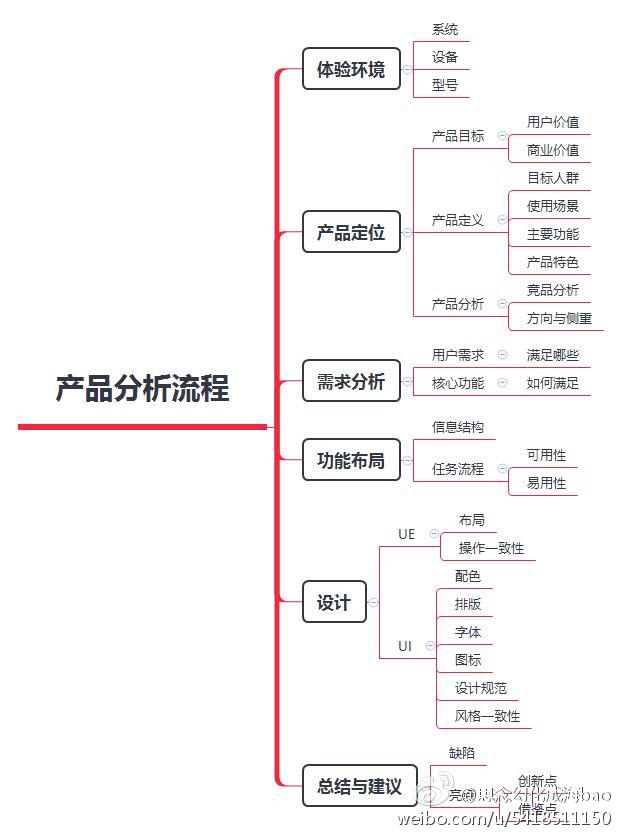 产品分析流程
体验环境
系统
设备
型号
产品定位
产品目标
用户价值
商业价值
产品定义
目标人群
使用场景
主要功能
产品特色
产品分析
竞品分析
方向与侧重
需求分析
用户需求
满足哪些
核心功能
如何满足
功能布局
信息结构
任务流程
可用性
易用性
设计
UE
布局
操作一致性
UI
配色
排版
字体
图标
设计规范
风格一致性
总结与建议
缺陷
亮
创新点
借鉴点
weibo.com/u/5418511150